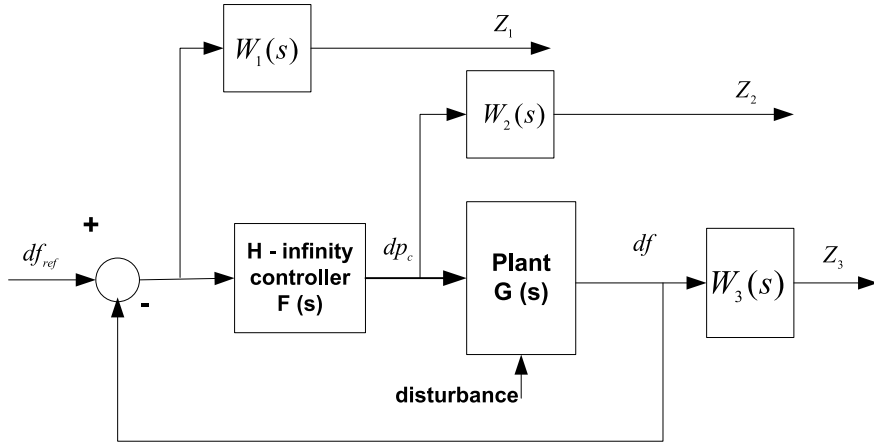 W₁(s)
Z₁
W₂(s)
Z₂
+
df_ref
-
H - infinity
controller
F (s)
dp_c
Plant
G (s)
df
W₃(s)
Z₃
disturbance